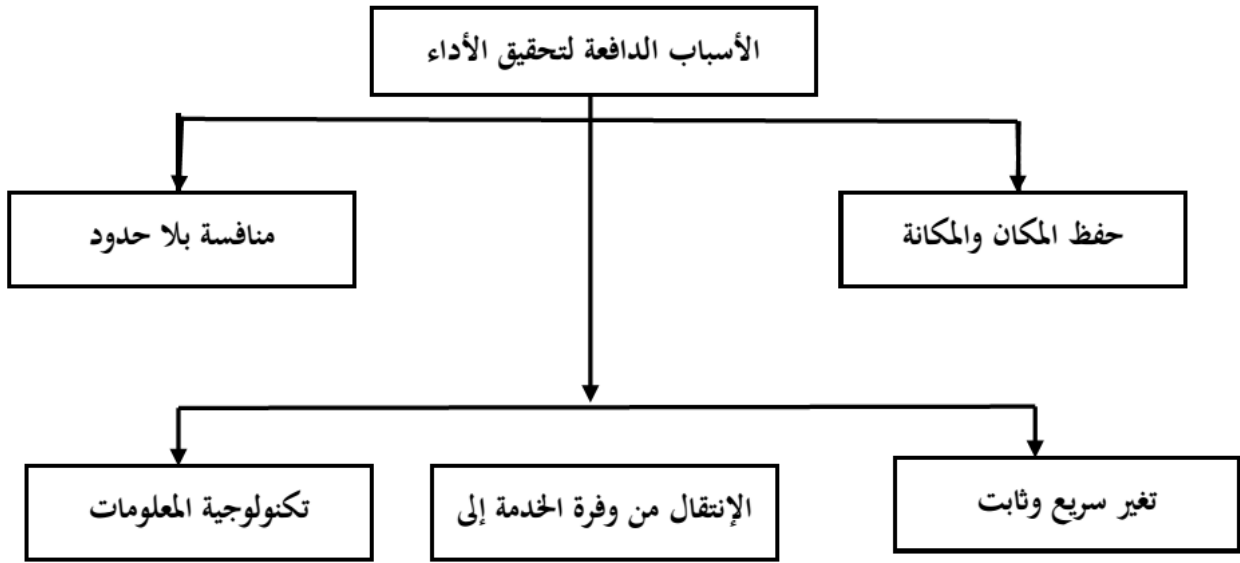 الأسباب الدافعة لتحقيق الأداء
حفظ المكان والمكانة
منافسة بلا حدود
تغير سريع وثابت
الإنتقال من وفرة الخدمة إلى
تكنولوجية المعلومات